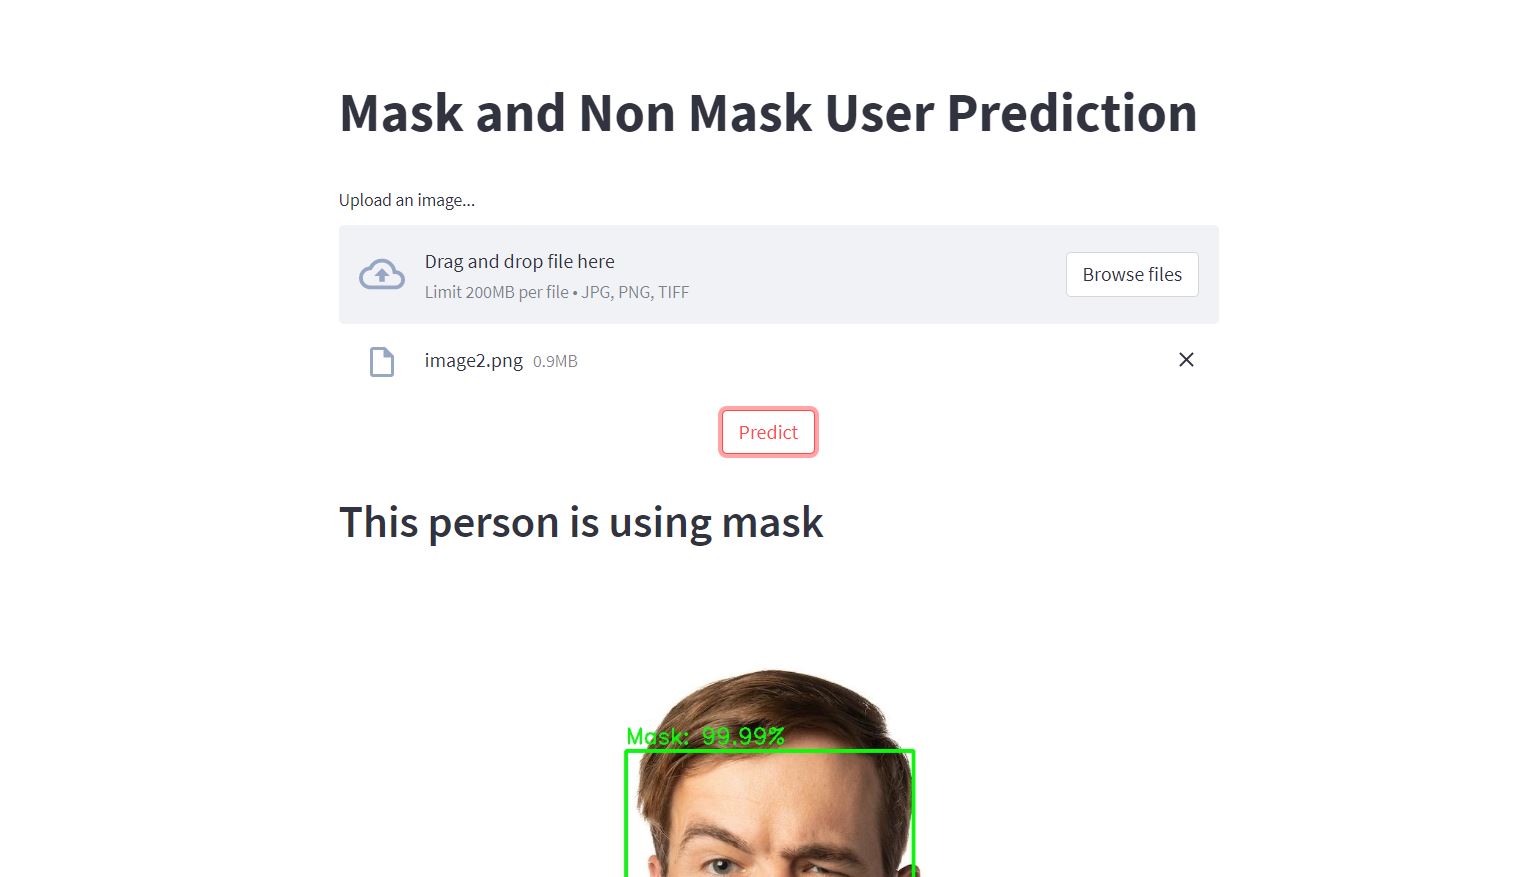 Mask and Non Mask User Prediction
Upload an image...
Drag and drop file here
Limit 200MB per file • JPG, PNG, TIFF
Browse files
image2.png 0.9MB
Predict
This person is using mask
Mask: 99.99%